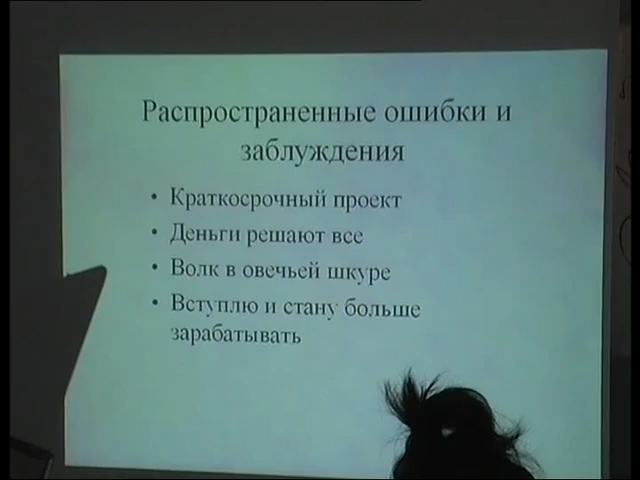 Распространенные ошибки и
заблуждения
• Краткосрочный проект
• Деньги решают все
• Волк в овечьей шкуре
• Вступлю и стану больше
зарабатывать